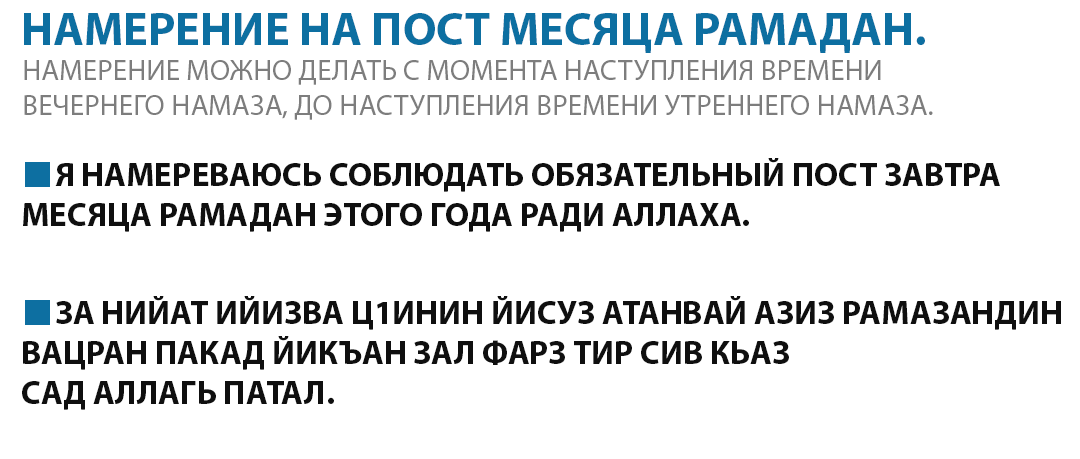 НАМЕРЕНИЕ НА ПОСТ МЕСЯЦА РАМАДАН.
НАМЕРЕНИЕ МОЖНО ДЕЛАТЬ С МОМЕНТА НАСТУПЛЕНИЯ ВРЕМЕНИ
ВЕЧЕРНЕГО НАМАЗА, ДО НАСТУПЛЕНИЯ ВРЕМЕНИ УТРЕННЕГО НАМАЗА.
Я НАМЕРЕВАЮСЬ СОБЛЮДАТЬ ОБЯЗАТЕЛЬНЫЙ ПОСТ ЗАВТРА
МЕСЯЦА РАМАДАН ЭТОГО ГОДА РАДИ АЛЛАХА.
ЗА НИЙАТ ИЙИЗВА Ц1ИНИН ЙИСУЗ АТАНВАЙ АЗИЗ РАМАЗАНДИН
ВАЦРАН ПАКАД ЙИКЪАН ЗАЛ ФАРЗ ТИР СИВ КЬАЗ
САД АЛЛАГЬ ПАТАЛ.